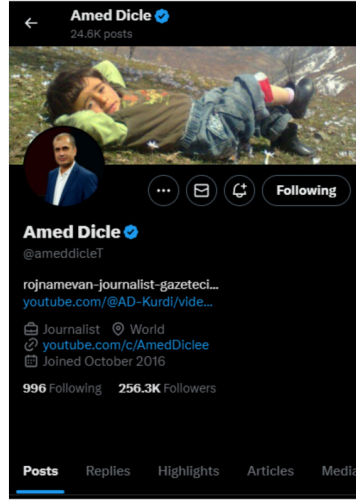 Amed Dicle
24.6K posts
Following
Amed Dicle
@ameddicleT
rojnamevan-journalist-gazeteci...
youtube.com/@AD-Kurdi/vide...
Journalist World
youtube.com/c/AmedDiclee
Joined October 2016
996 Following 256.3K Followers
Posts Replies Highlights Articles Media